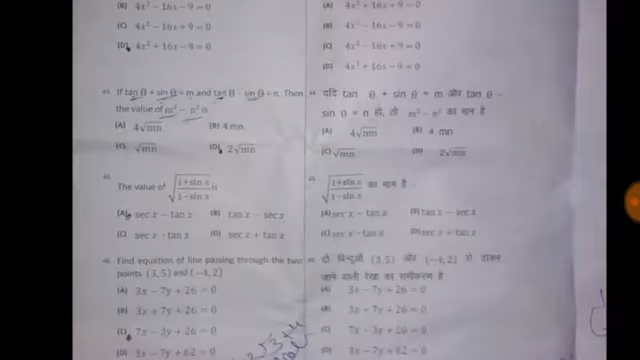 (B) 4x² - 16x - 9 = 0
(C) 4x² - 16x + 9 = 0
(D) 4x² + 16x - 9 = 0
If tan θ + sin θ = m and tan θ - sin θ = n. Then
the value of m² - n² is
(A) 4√mn (B) 4 mn
(C) √mn (D) 2√mn
The value of √(1+sin x)/(1-sin x) is
(A) sec x - tan x (B) tan x - sec x
(C) sec x · tan x (D) sec x + tan x
Find equation of line passing through the two
points (3, 5) and (-4, 2)
(A) 3x - 7y + 26 = 0
(B) 3x + 7y + 26 = 0
(C) 7x - 3y + 26 = 0
(D) 3x - 7y + 62 = 0
(A) 4x² + 16x + 9 = 0
(B) 4x² - 16x - 9 = 0
(C) 4x² - 16x + 9 = 0
(D) 4x² + 16x - 9 = 0
यदि tan θ + sin θ = m और tan θ -
sin θ = n हो, तो m² - n² का मान है
(A) 4√mn (B) 4 mn
(C) √mn (D) 2√mn
√(1+sin x)/(1-sin x) का मान है -
(A) sec x - tan x (B) tan x - sec x
(C) sec x · tan x (D) sec x + tan x
दो बिन्दुओं (3, 5) और (-4, 2) से होकर
जाने वाली रेखा का समीकरण है
(A) 3x - 7y + 26 = 0
(B) 3x + 7y + 26 = 0
(C) 7x - 3y + 26 = 0
(D) 3x - 7y + 62 = 0